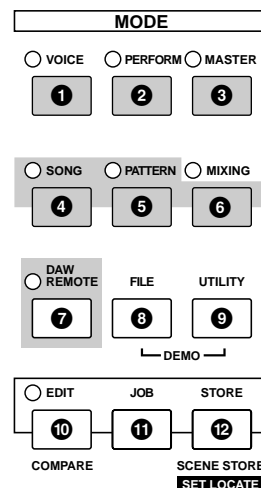 MODE
VOICE PERFORM MASTER
1 2 3
SONG PATTERN MIXING
4 5 6
DAW
REMOTE FILE UTILITY
7 8 9
DEMO
EDIT JOB STORE
10 11 12
COMPARE SCENE STORE
SET LOCATE